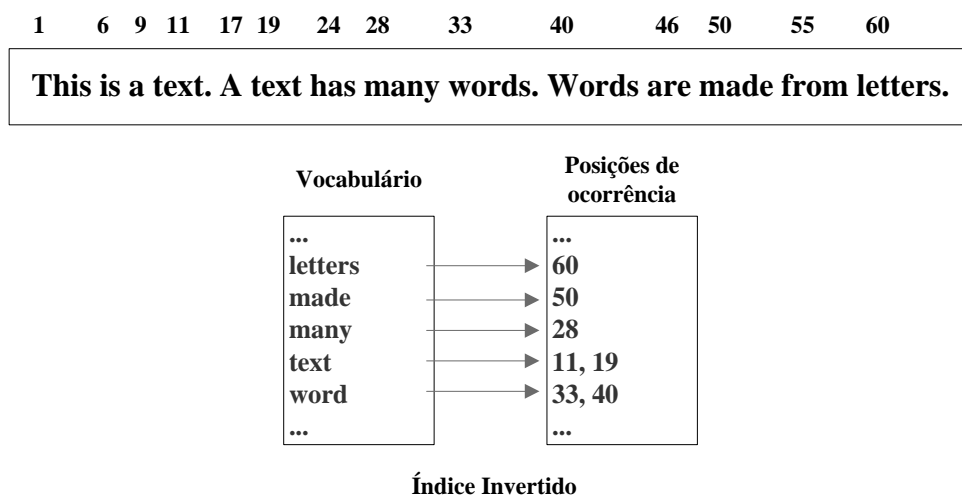 1 6 9 11 17 19 24 28 33 40 46 50 55 60
This is a text. A text has many words. Words are made from letters.
Vocabulário
Posições de
ocorrência
...
letters
made
many
text
word
...
...
60
50
28
11, 19
33, 40
...
Índice Invertido